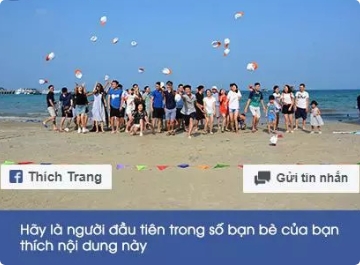 Thích Trang
Gửi tin nhắn
Hãy là người đầu tiên trong số bạn bè của bạn
thích nội dung này